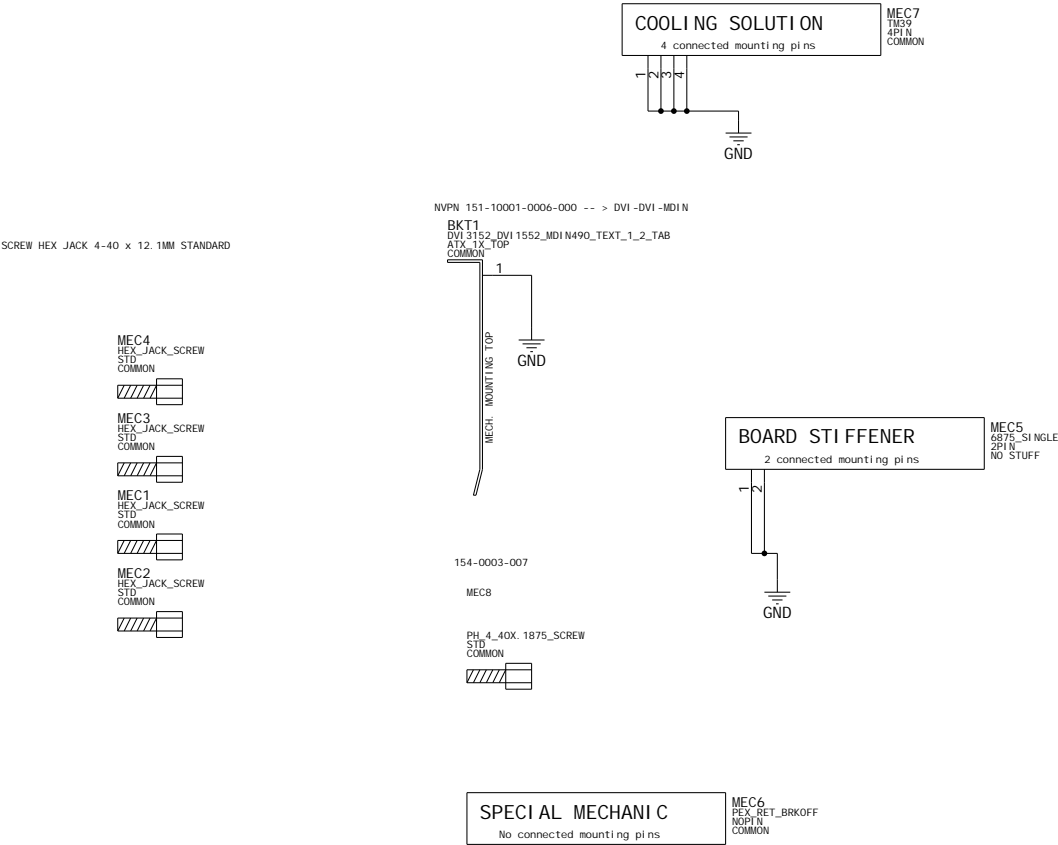 COOLING SOLUTION
4 connected mounting pins
MEC7
TM39
4PIN
COMMON
1
2
3
4
GND
NVPN 151-10001-0006-000 -- > DVI-DVI-MDIN
BKT1
DVI3152_DVI1552_MDIN490_TEXT_1_2_TAB
ATX_1X_TOP
COMMON
1
MECH. MOUNTING TOP
GND
SCREW HEX JACK 4-40 x 12.1MM STANDARD
MEC4
HEX_JACK_SCREW
STD
COMMON
MEC3
HEX_JACK_SCREW
STD
COMMON
MEC1
HEX_JACK_SCREW
STD
COMMON
MEC2
HEX_JACK_SCREW
STD
COMMON
BOARD STIFFENER
2 connected mounting pins
MEC5
6875_SINGLE
2PIN
NO STUFF
1
2
GND
154-0003-007
MEC8
PH_4_40X.1875_SCREW
STD
COMMON
SPECIAL MECHANIC
No connected mounting pins
MEC6
PEX_RET_BRKOFF
NOPIN
COMMON